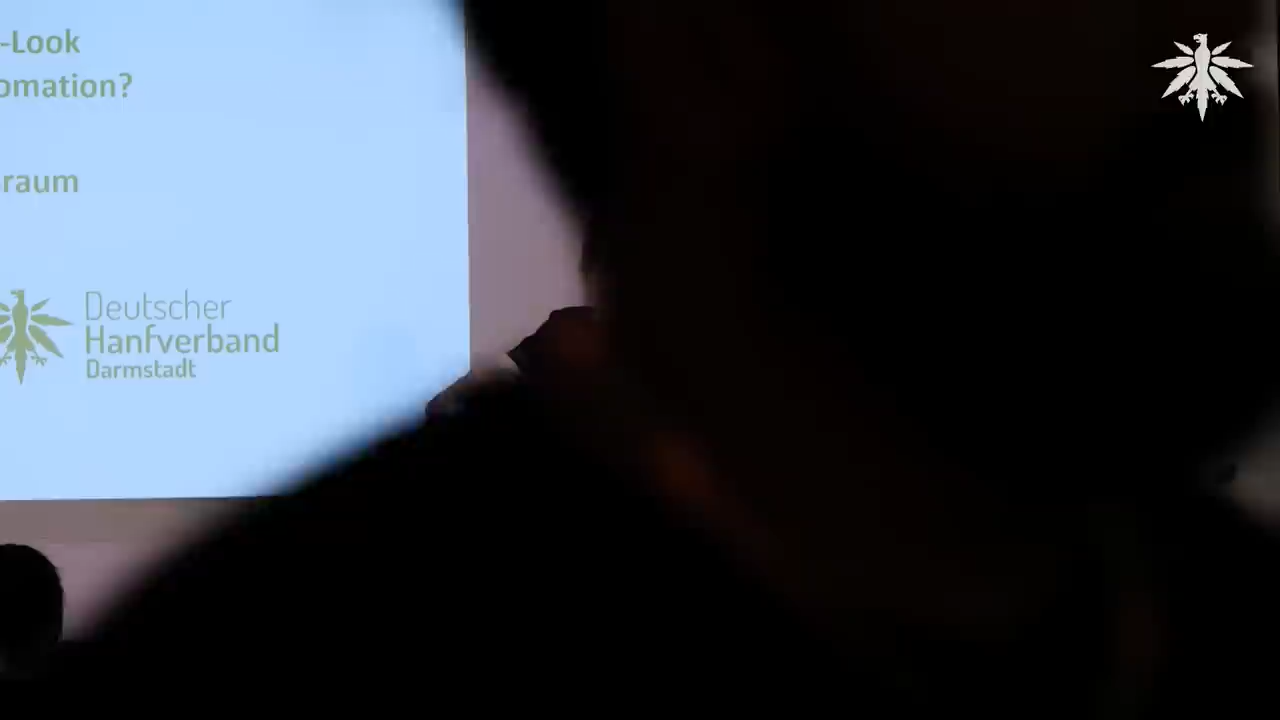 -Look
omation?
raum
Deutscher
Hanfverband
Darmstadt